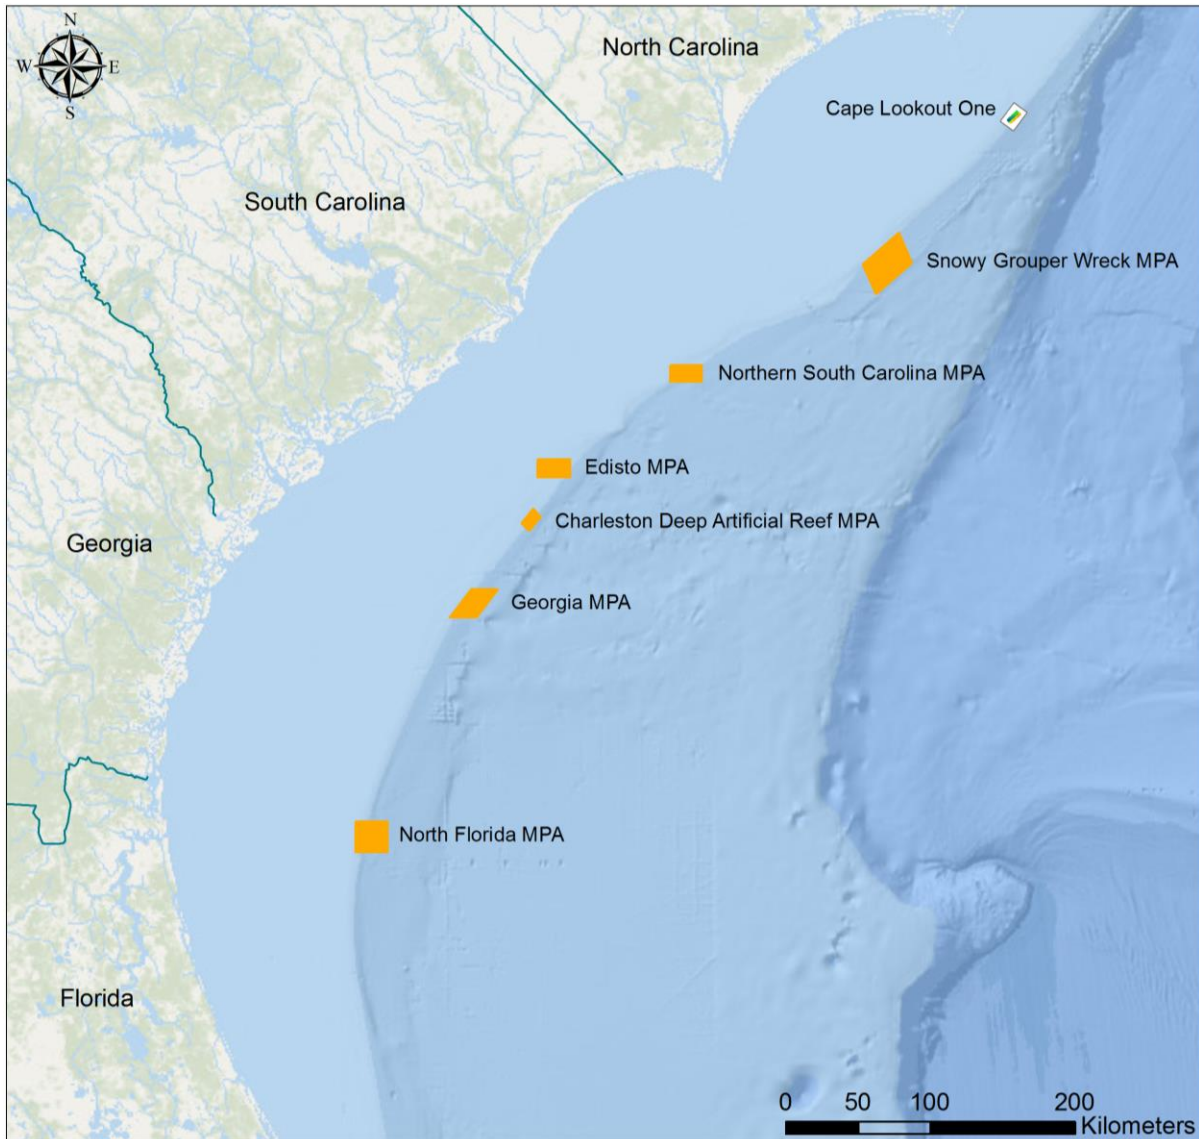 N
W E
S
North Carolina
Cape Lookout One
South Carolina
Snowy Grouper Wreck MPA
Northern South Carolina MPA
Edisto MPA
Charleston Deep Artificial Reef MPA
Georgia
Georgia MPA
North Florida MPA
Florida
0 50 100 200
Kilometers